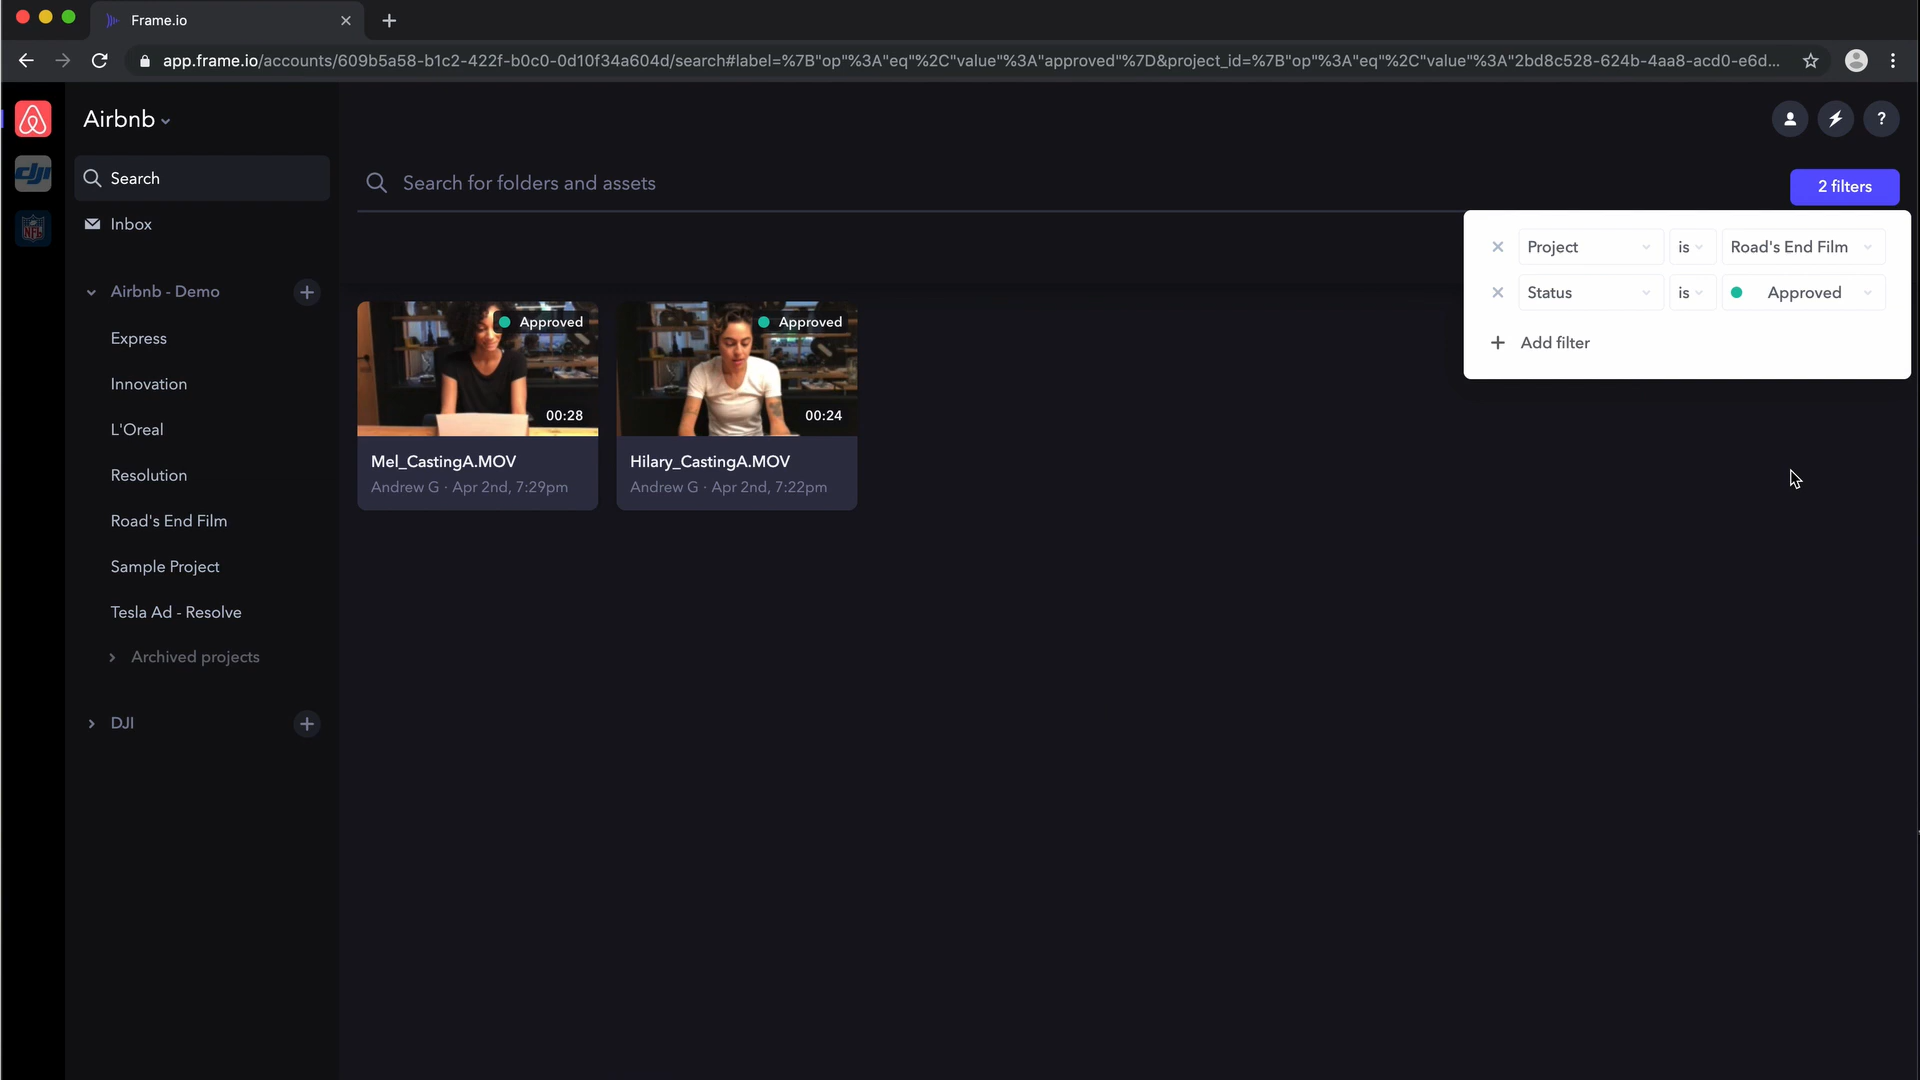 Frame.io
app.frame.io/accounts/609b5a58-b1c2-422f-b0c0-0d10f34a604d/search#label=%7B"op"%3A"eq"%2C"value"%3A"approved"%7D&project_id=%7B"op"%3A"eq"%2C"value"%3A"2bd8c528-624b-4aa8-acd0-e6d...
Airbnb
?
dji
Search
Search for folders and assets
2 filters
NFL
Inbox
Project is Road's End Film
Status is Approved
+ Add filter
Airbnb - Demo
Express
Innovation
L'Oreal
Resolution
Road's End Film
Sample Project
Tesla Ad - Resolve
Archived projects
DJI
Approved
00:28
Mel_CastingA.MOV
Andrew G · Apr 2nd, 7:29pm
Approved
00:24
Hilary_CastingA.MOV
Andrew G · Apr 2nd, 7:22pm